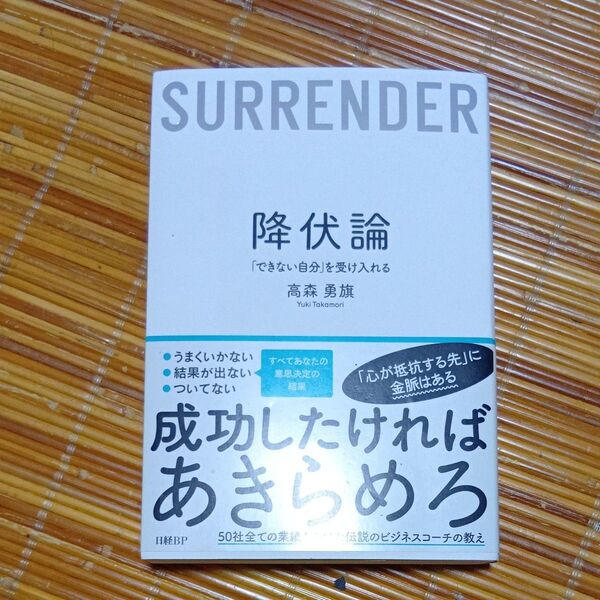 SURRENDER
降伏論
「できない自分」を受け入れる
高森 勇旗
Yuki Takamori
● うまくいかない
● 結果が出ない
● ついてない
すべてあなたの
意思決定の
結果
「心が抵抗する先」に
金脈はある
成功したければ
あきらめろ
日経BP
50社全ての業績 伝説のビジネスコーチの教え